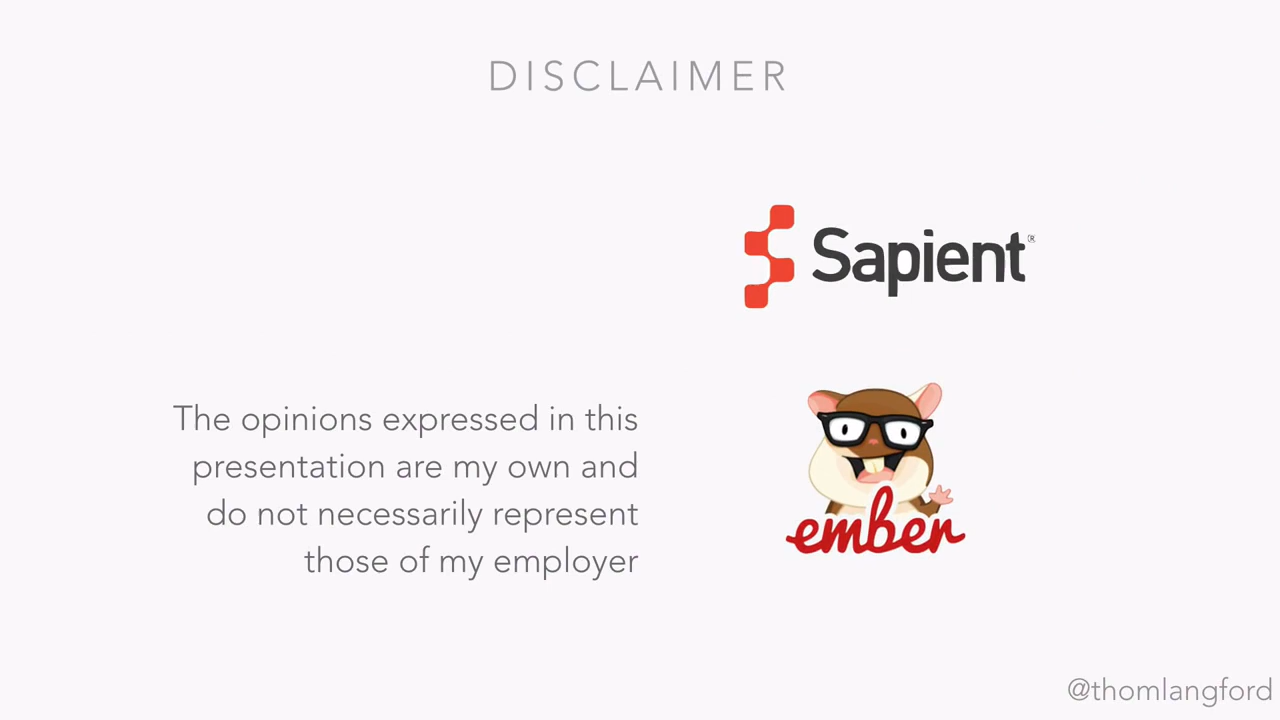 DISCLAIMER
Sapient®
The opinions expressed in this
presentation are my own and
do not necessarily represent
those of my employer
ember
@thomlangford